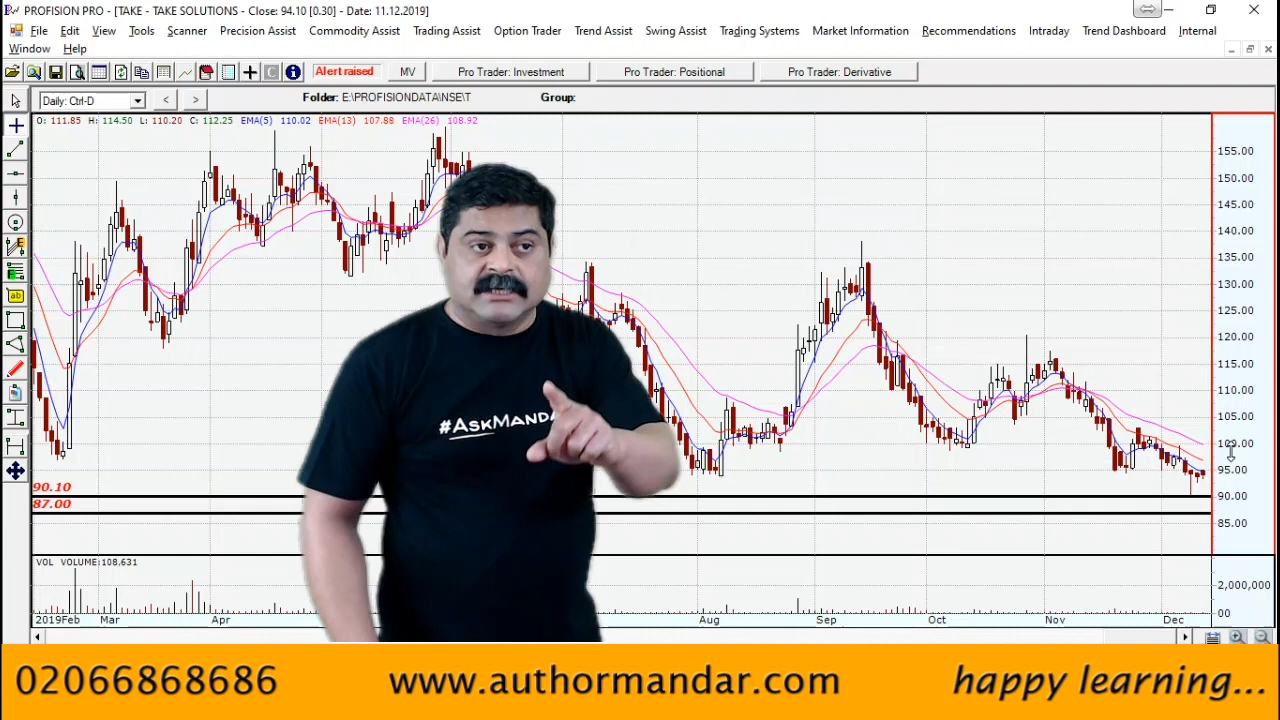 PROFISION PRO - [TAKE - TAKE SOLUTIONS - Close: 94.10 [0.30] - Date: 11.12.2019]
File Edit View Tools Scanner Precision Assist Commodity Assist Trading Assist Option Trader Trend Assist Swing Assist Trading Systems Market Information Recommendations Intraday Trend Dashboard Internal
Window Help
Alert raised MV Pro Trader: Investment Pro Trader: Positional Pro Trader: Derivative
Daily: Ctrl-D < > Folder: E:\PROFISIONDATA\NSE\T Group:
O: 111.85 H: 114.50 L: 110.20 C: 112.25 EMA(5) 110.02 EMA(13) 107.88 EMA(26) 108.92
155.00
150.00
145.00
140.00
135.00
130.00
125.00
120.00
115.00
110.00
105.00
#ASKMANDA
95.00
90.10
90.00
87.00
85.00
VOL VOLUME:108,631
2,000,000
00
2019Feb Mar Apr Aug Sep Oct Nov Dec
02066868686 www.authormandar.com happy learning...